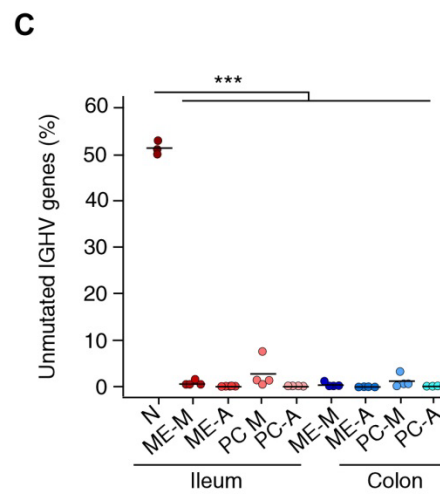 C
***
Unmutated IGHV genes (%)
60
50
40
30
20
10
0
N
ME-M
ME-A
PC M
PC-A
ME-M
ME-A
PC-M
PC-A
Ileum
Colon